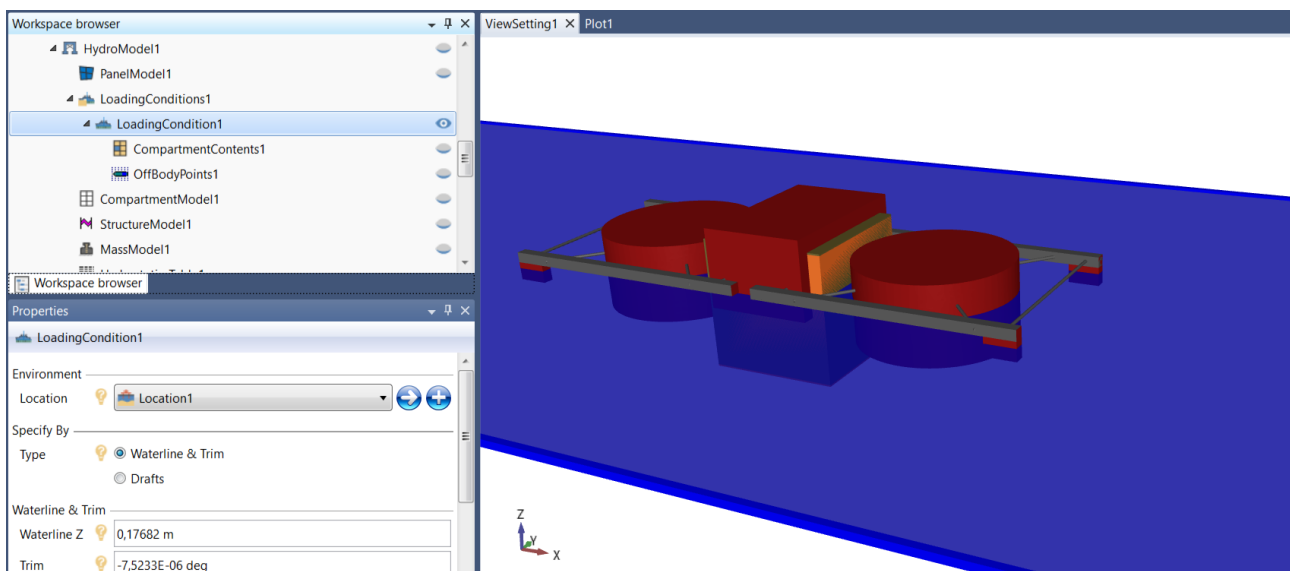 Workspace browser
HydroModel1
PanelModel1
LoadingConditions1
LoadingCondition1
CompartmentContents1
OffBodyPoints1
CompartmentModel1
StructureModel1
MassModel1
Workspace browser
Properties
LoadingCondition1
Environment
Location Location1
Specify By
Type Waterline & Trim
Drafts
Waterline & Trim
Waterline Z 0,17682 m
Trim -7,5233E-06 deg
ViewSetting1 Plot1
Z
Y
X